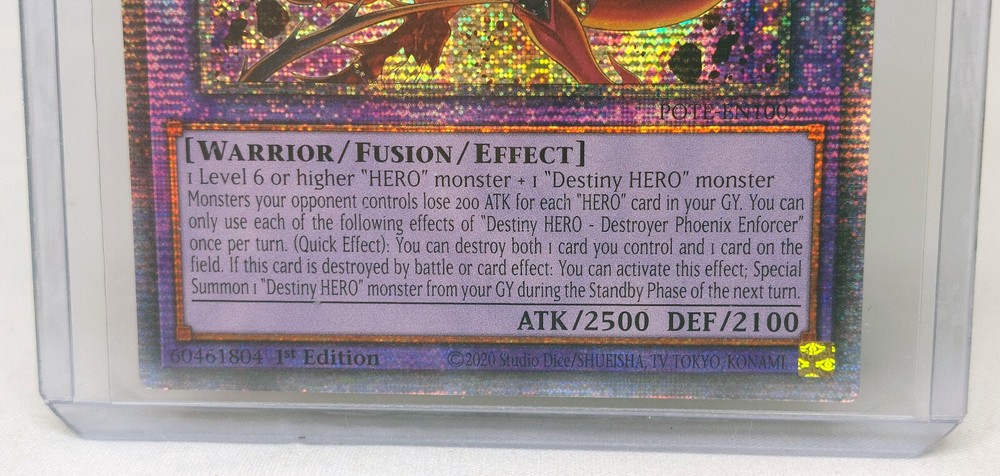 POTE-EN100
[WARRIOR/FUSION/EFFECT]
1 Level 6 or higher "HERO" monster + 1 "Destiny HERO" monster
Monsters your opponent controls lose 200 ATK for each "HERO" card in your GY. You can
only use each of the following effects of "Destiny HERO - Destroyer Phoenix Enforcer"
once per turn. (Quick Effect): You can destroy both 1 card you control and 1 card on the
field. If this card is destroyed by battle or card effect: You can activate this effect; Special
Summon 1 "Destiny HERO" monster from your GY during the Standby Phase of the next turn.
ATK/2500 DEF/2100
60461804 1st Edition ©2020 Studio Dice/SHUEISHA, TV TOKYO, KONAMI